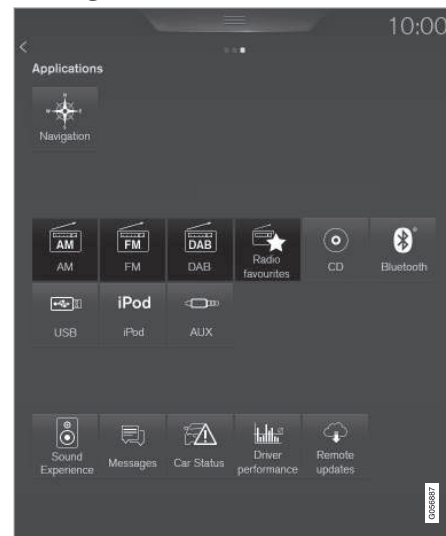 10:00
Applications
Navigation
AM
FM
DAB
AM
FM
DAB
Radio
favourites
CD
Bluetooth
iPod
USB
iPod
AUX
Sound
Experience
Messages
Car Status
Driver
performance
Remote
updates
G056887